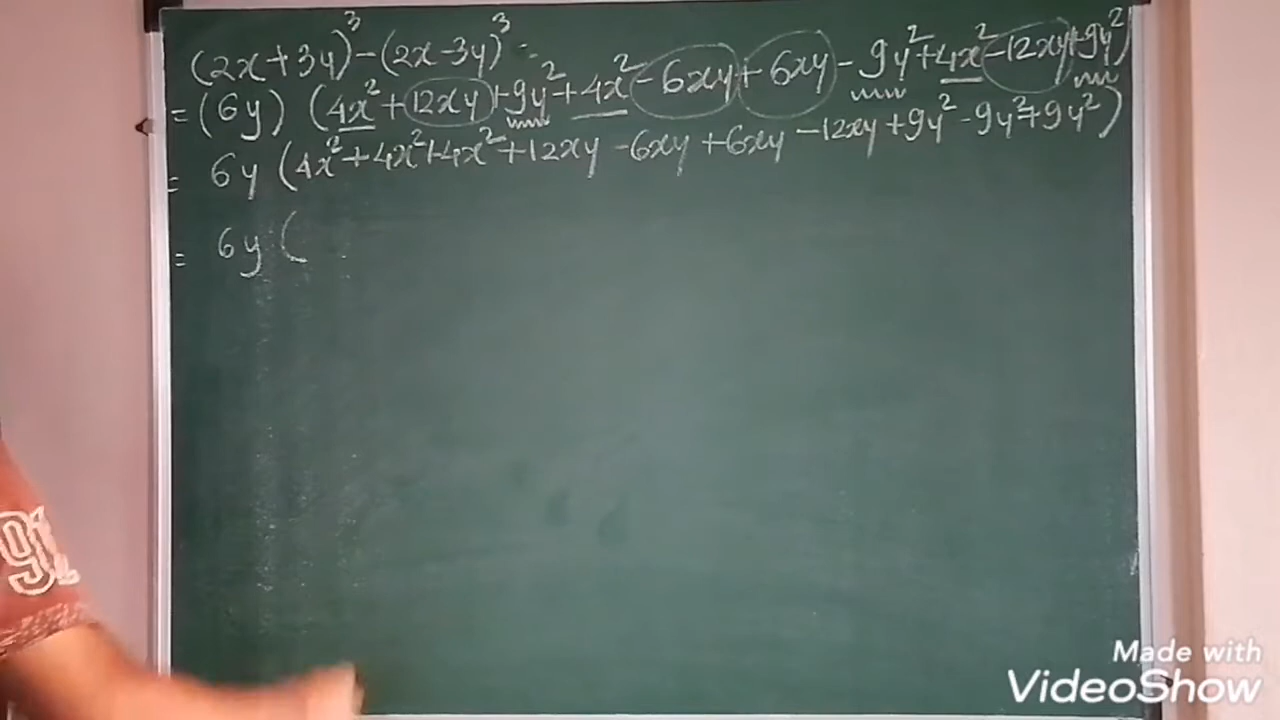 (2x+3y)³-(2x-3y)³:-
=(6y) (4x²+12xy+9y²+4x²-6xy+6xy-9y²+4x²-12xy+9y²)
= 6y (4x²+4x²+4x²+12xy-6xy+6xy-12xy+9y²-9y²+9y²)
= 6y (
91
Made with
VideoShow